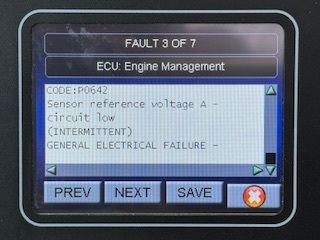 FAULT 3 OF 7
ECU: Engine Management
CODE:P0642
Sensor reference voltage A -
circuit low
(INTERMITTENT)
GENERAL ELECTRICAL FAILURE -
PREV NEXT SAVE